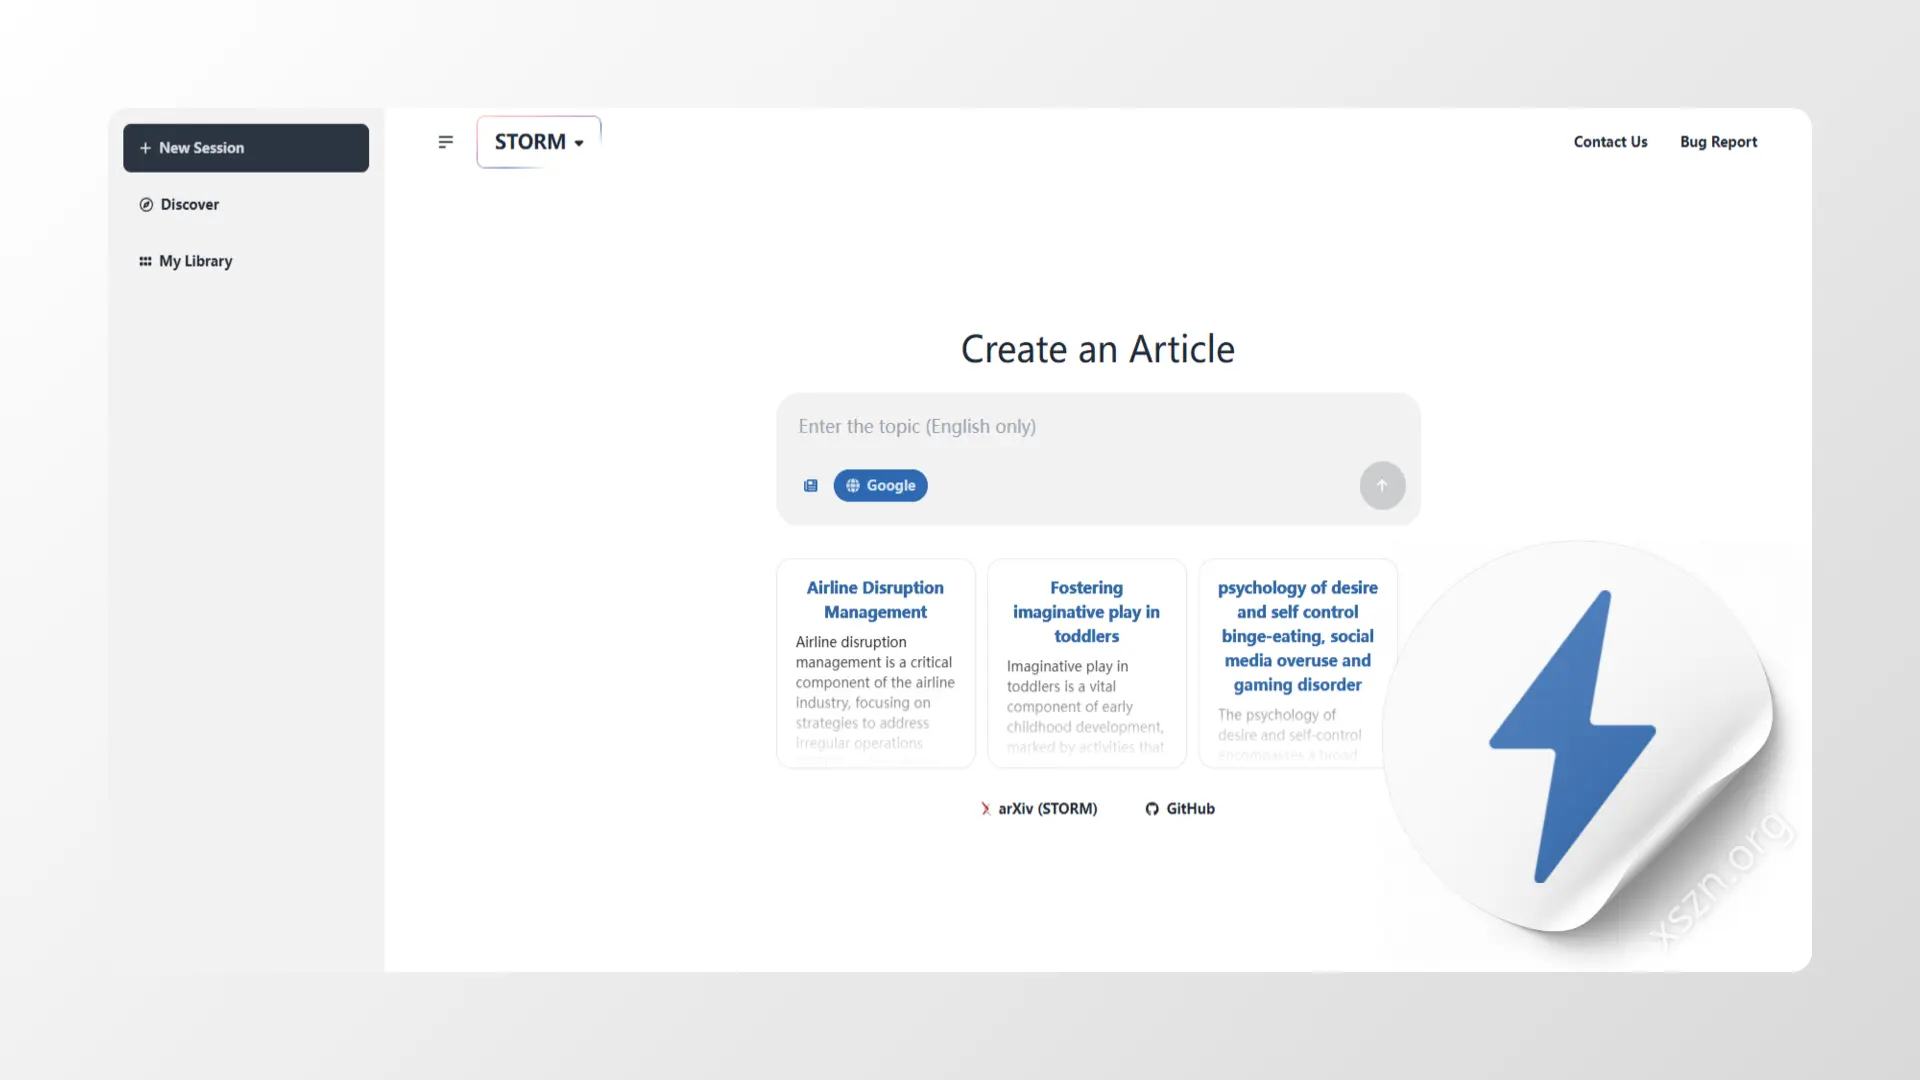 New Session
Discover
My Library
STORM
Contact Us
Bug Report
Create an Article
Enter the topic (English only)
Google
Airline Disruption
Management
Airline disruption
management is a critical
component of the airline
industry, focusing on
strategies to address
irregular operations
Fostering
imaginative play in
toddlers
Imaginative play in
toddlers is a vital
component of early
childhood development,
marked by activities that
psychology of desire
and self control
binge-eating, social
media overuse and
gaming disorder
The psychology of
desire and self-control
encompasses a broad
arXiv (STORM)
GitHub
xszn.org